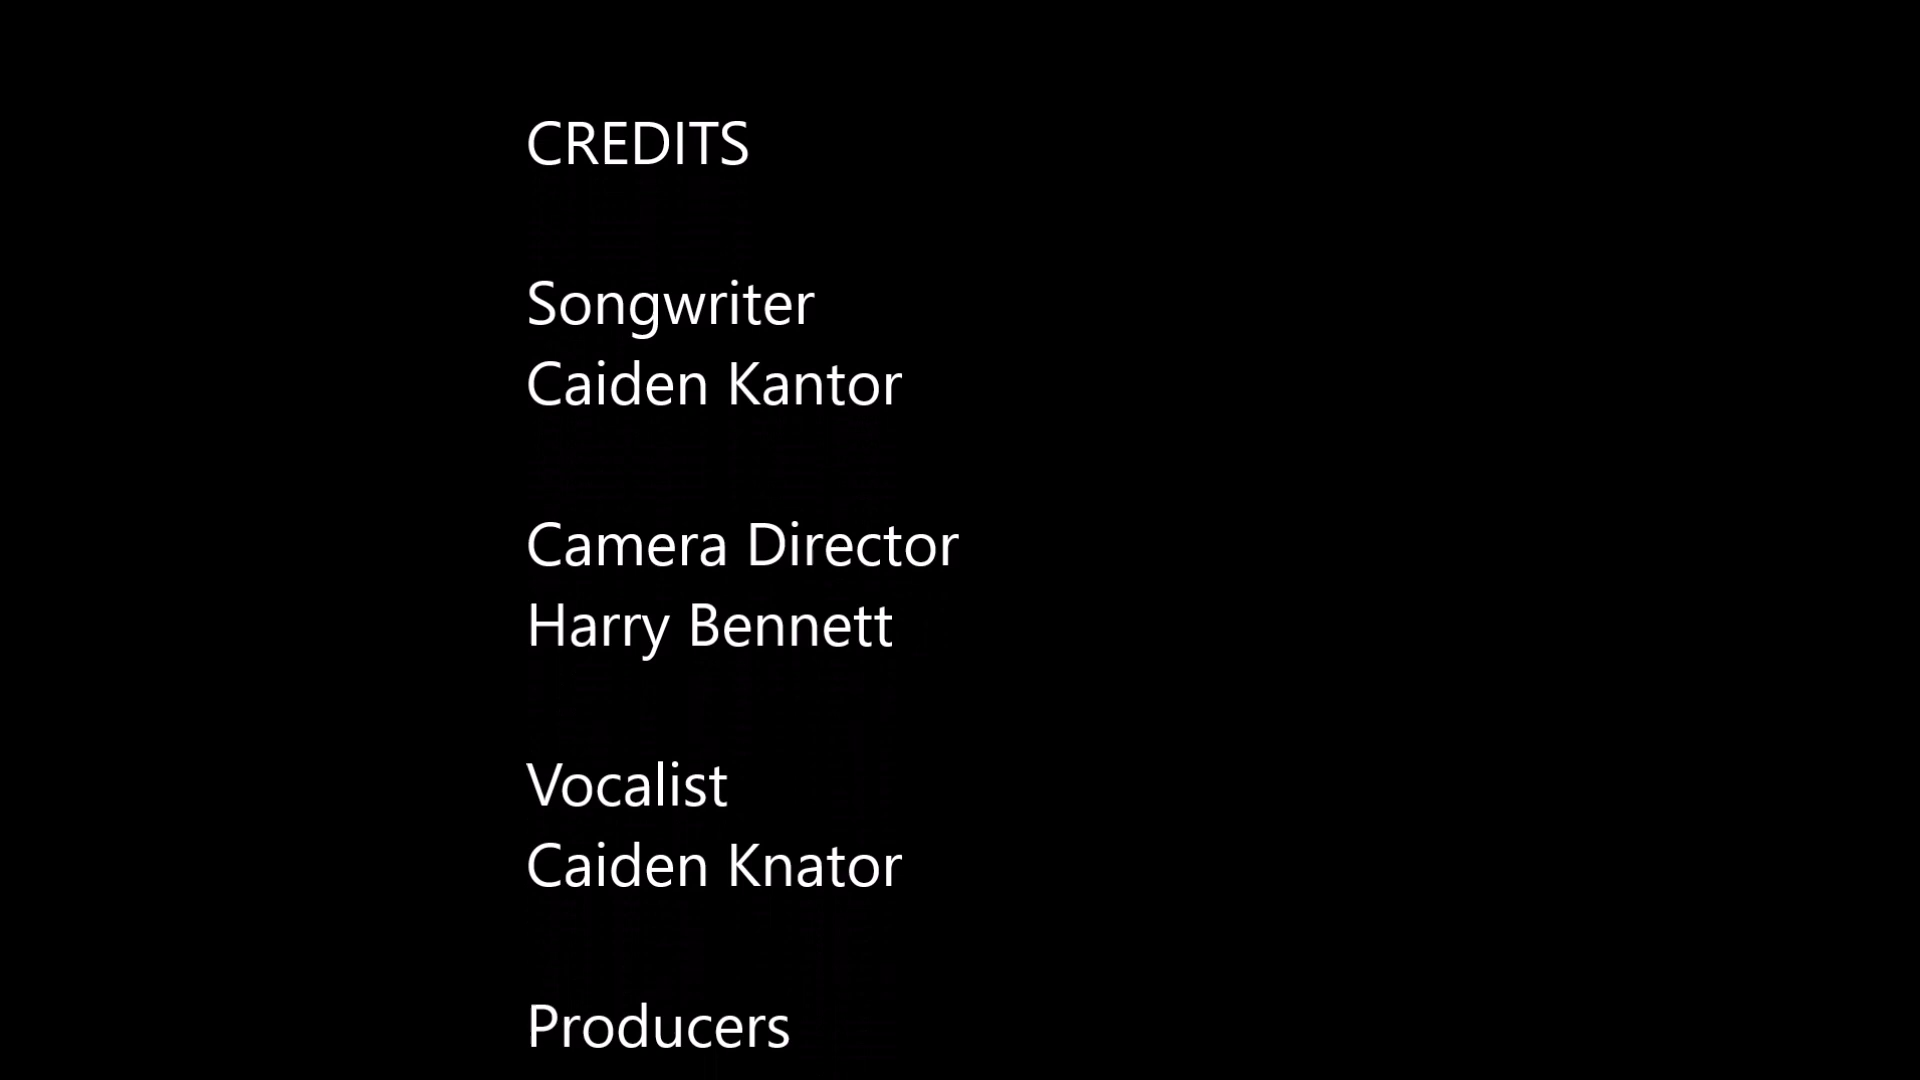 CREDITS
Songwriter
Caiden Kantor
Camera Director
Harry Bennett
Vocalist
Caiden Knator
Producers